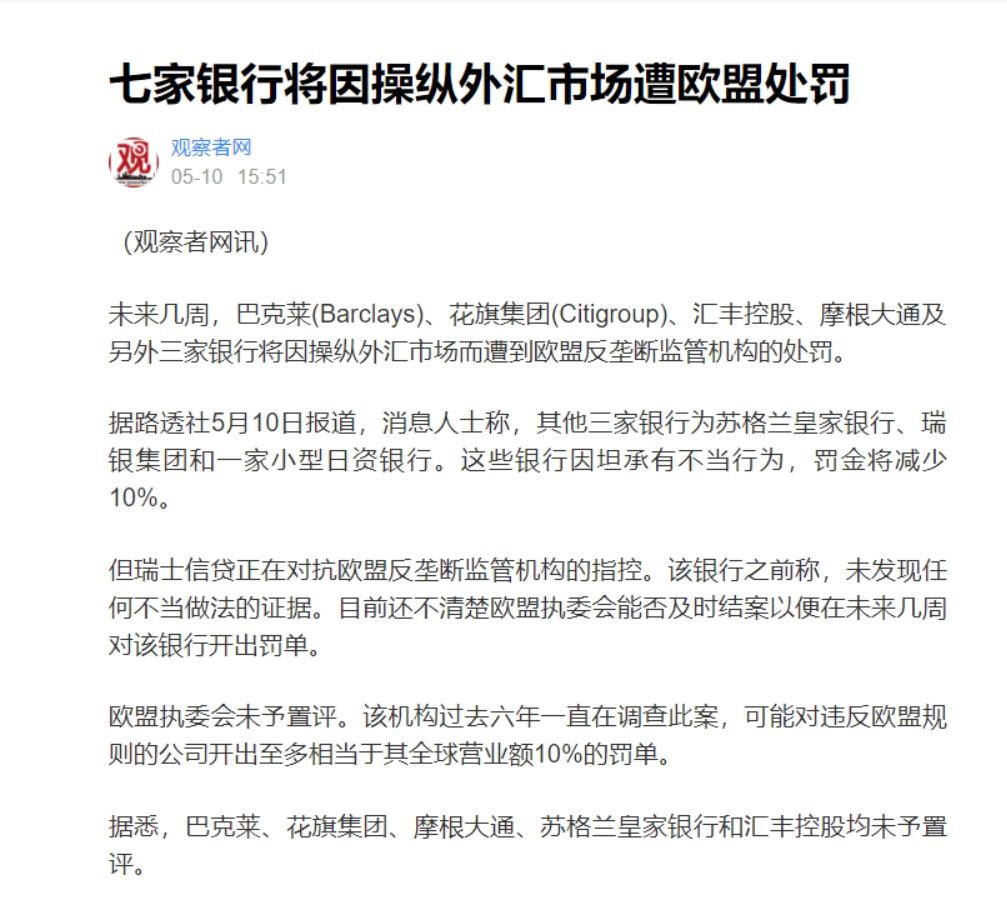 七家银行将因操纵外汇市场遭欧盟处罚
观
观察者网
05-10 15:51
（观察者网讯）
未来几周，巴克莱(Barclays)、花旗集团(Citigroup)、汇丰控股、摩根大通及
另外三家银行将因操纵外汇市场而遭到欧盟反垄断监管机构的处罚。
据路透社5月10日报道，消息人士称，其他三家银行为苏格兰皇家银行、瑞
银集团和一家小型日资银行。这些银行因坦承有不当行为，罚金将减少
10%。
但瑞士信贷正在对抗欧盟反垄断监管机构的指控。该银行之前称，未发现任
何不当做法的证据。目前还不清楚欧盟执委会能否及时结案以便在未来几周
对该银行开出罚单。
欧盟执委会未予置评。该机构过去六年一直在调查此案，可能对违反欧盟规
则的公司开出至多相当于其全球营业额10%的罚单。
据悉，巴克莱、花旗集团、摩根大通、苏格兰皇家银行和汇丰控股均未予置
评。